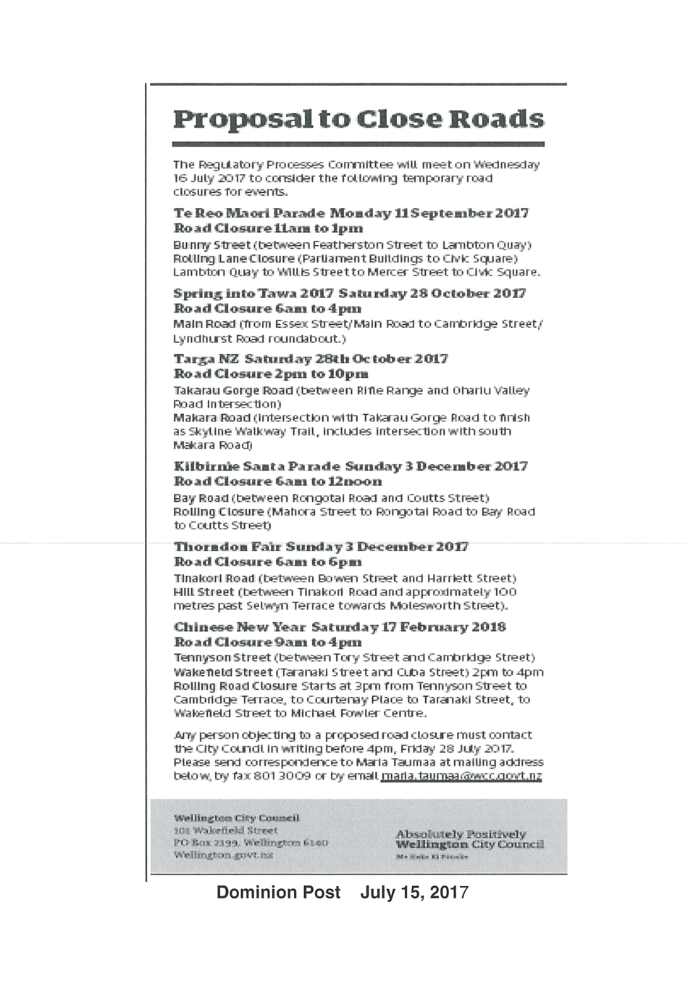 Proposal to Close Roads
The Regulatory Processes Committee will meet on Wednesday
16 July 2017 to consider the following temporary road
closures for events.
Te Reo Maori Parade Monday 11 September 2017
Road Closure 11am to 1pm
Bunny Street (between Featherston Street to Lambton Quay)
Rolling Lane Closure (Parliament Buildings to Civic Square)
Lambton Quay to Willis Street to Mercer Street to Civic Square.
Spring into Tawa 2017 Saturday 28 October 2017
Road Closure 6am to 4pm
Main Road (from Essex Street/Main Road to Cambridge Street/
Lyndhurst Road roundabout.)
Targa NZ Saturday 28th October 2017
Road Closure 2pm to 10pm
Takarau Gorge Road (between Rifle Range and Ohariu Valley
Road intersection)
Makara Road (intersection with Takarau Gorge Road to finish
as Skyline Walkway Trail, includes intersection with south
Makara Road)
Kilbirnie Santa Parade Sunday 3 December 2017
Road Closure 6am to 12noon
Bay Road (between Rongotai Road and Coutts Street)
Rolling Closure (Mahora Street to Rongotai Road to Bay Road
to Coutts Street)
Thorndon Fair Sunday 3 December 2017
Road Closure 6am to 6pm
Tinakori Road (between Bowen Street and Harriett Street)
Hill Street (between Tinakori Road and approximately 100
metres past Selwyn Terrace towards Molesworth Street).
Chinese New Year Saturday 17 February 2018
Road Closure 9am to 4pm
Tennyson Street (between Tory Street and Cambridge Street)
Wakefield Street (Taranaki Street and Cuba Street) 2pm to 4pm
Rolling Road Closure Starts at 3pm from Tennyson Street to
Cambridge Terrace, to Courtenay Place to Taranaki Street, to
Wakefield Street to Michael Fowler Centre.
Any person objecting to a proposed road closure must contact
the City Council in writing before 4pm, Friday 28 July 2017.
Please send correspondence to Maria Taumaa at mailing address
below, by fax 801 3009 or by email maria.taumaa@wcc.govt.nz
Wellington City Council
101 Wakefield Street
PO Box 2199, Wellington 6140
Wellington.govt.nz
Absolutely Positively
Wellington City Council
Me Heke Ki Pōneke
Dominion Post July 15, 2017